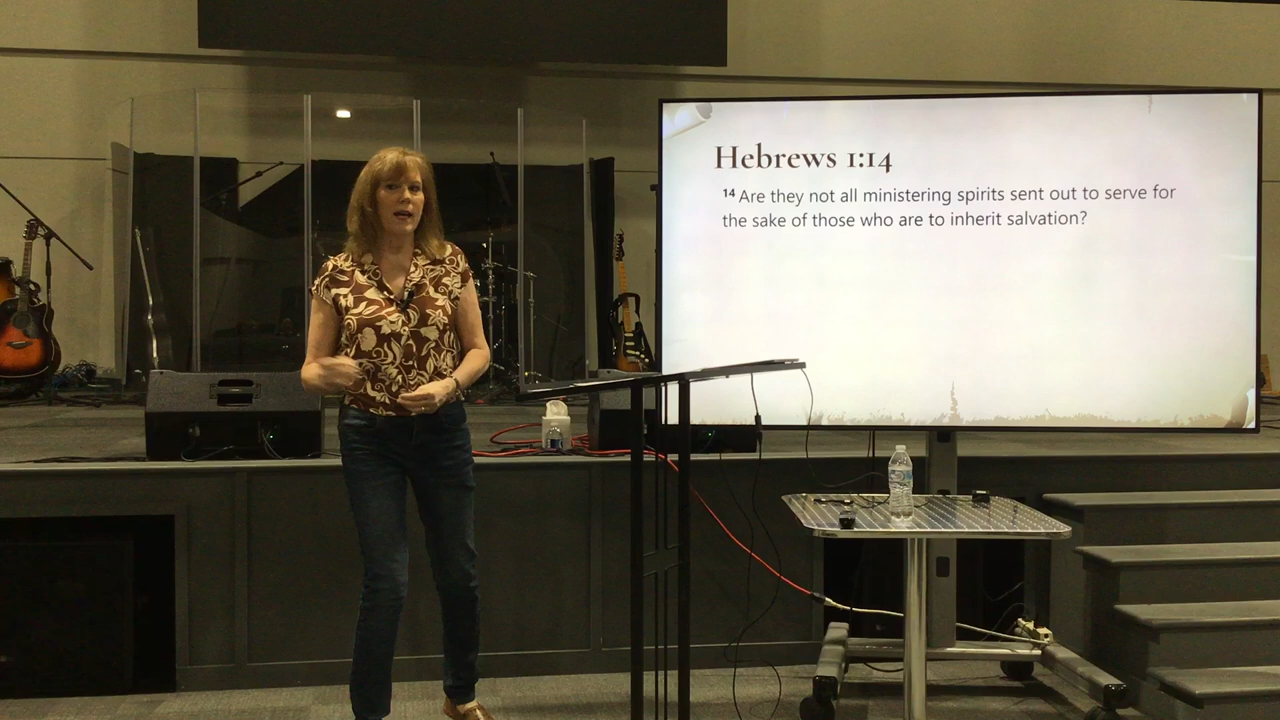 Hebrews 1:14
14 Are they not all ministering spirits sent out to serve for
the sake of those who are to inherit salvation?